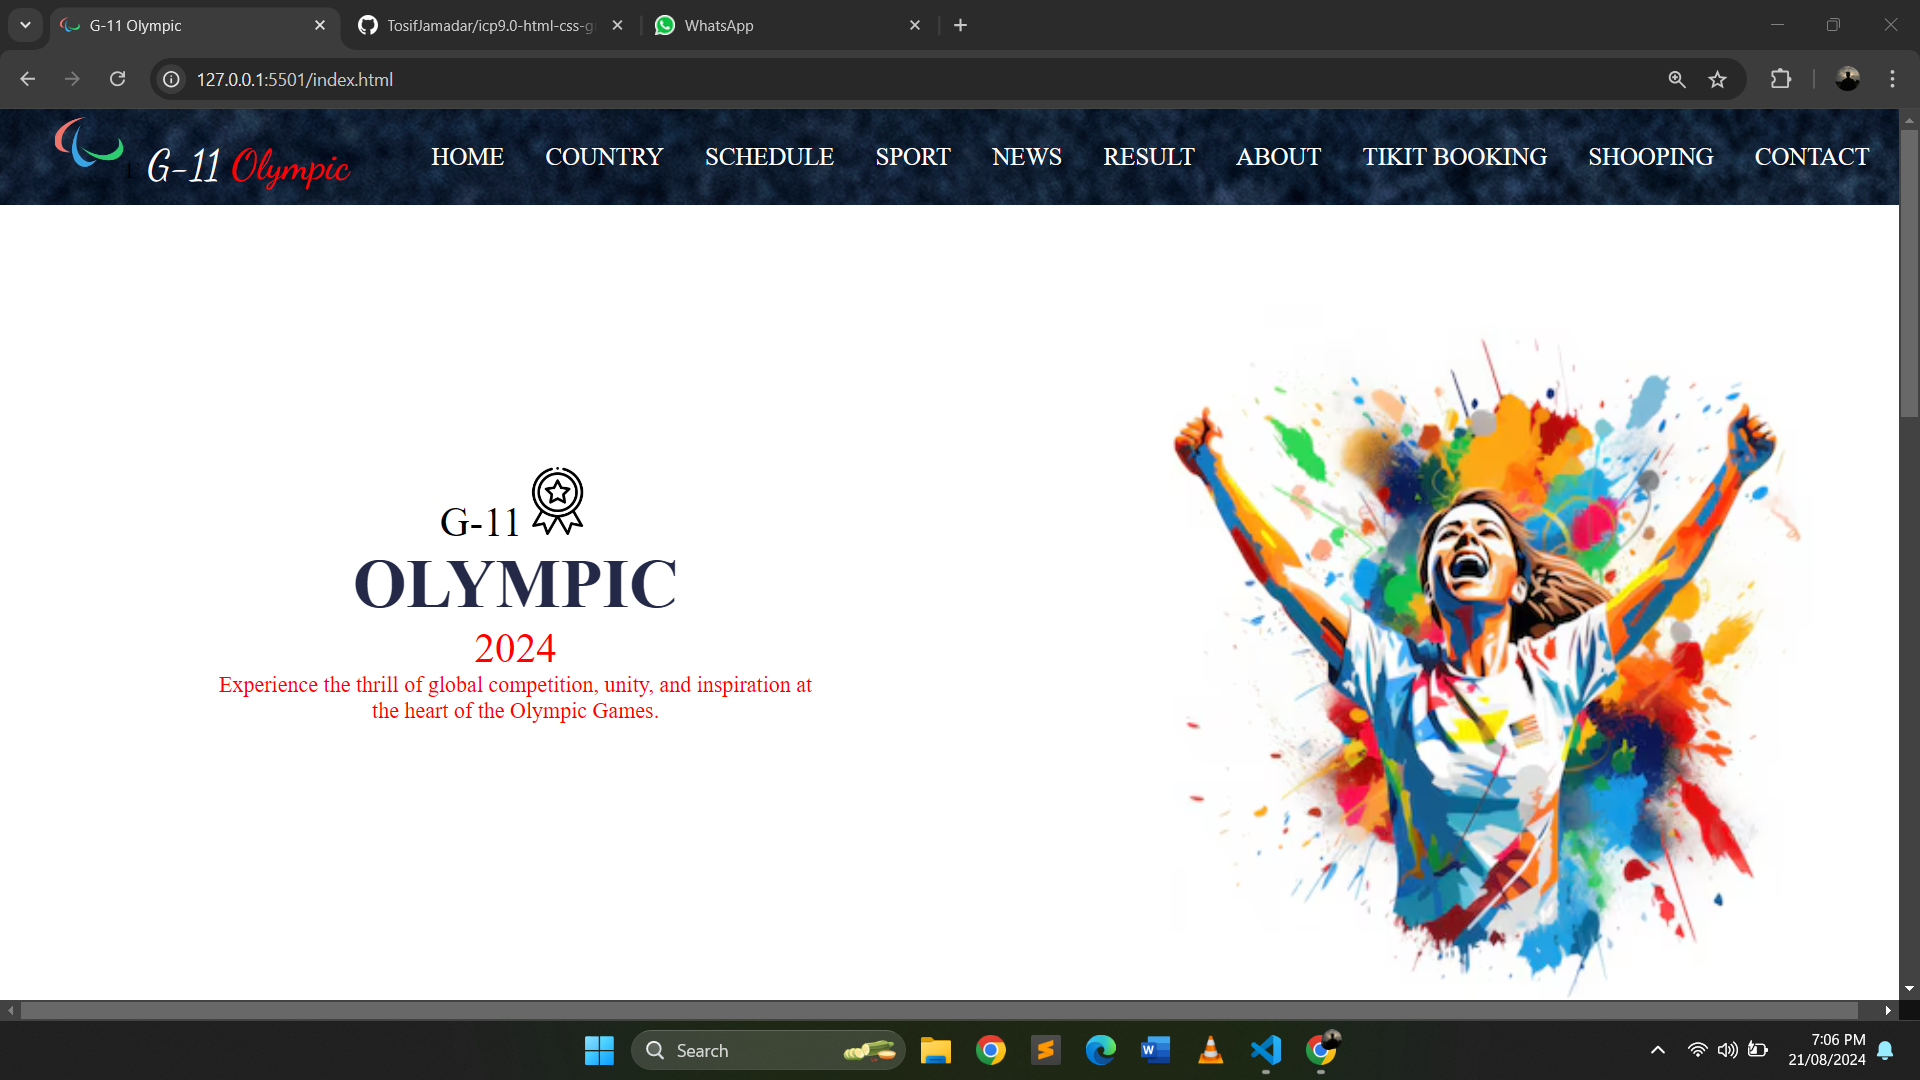 G-11 Olympic
TosifJamadar/icp9.0-html-css-g
WhatsApp
127.0.0.1:5501/index.html
1 G-11 Olympic
HOME COUNTRY SCHEDULE SPORT NEWS RESULT ABOUT TIKIT BOOKING SHOOPING CONTACT
G-11
OLYMPIC
2024
Experience the thrill of global competition, unity, and inspiration at
the heart of the Olympic Games.
Search
7:06 PM
21/08/2024